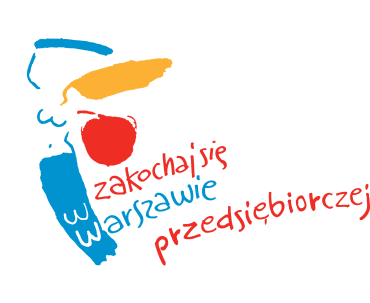 zakochaj się
w Warszawie
przedsiębiorczej